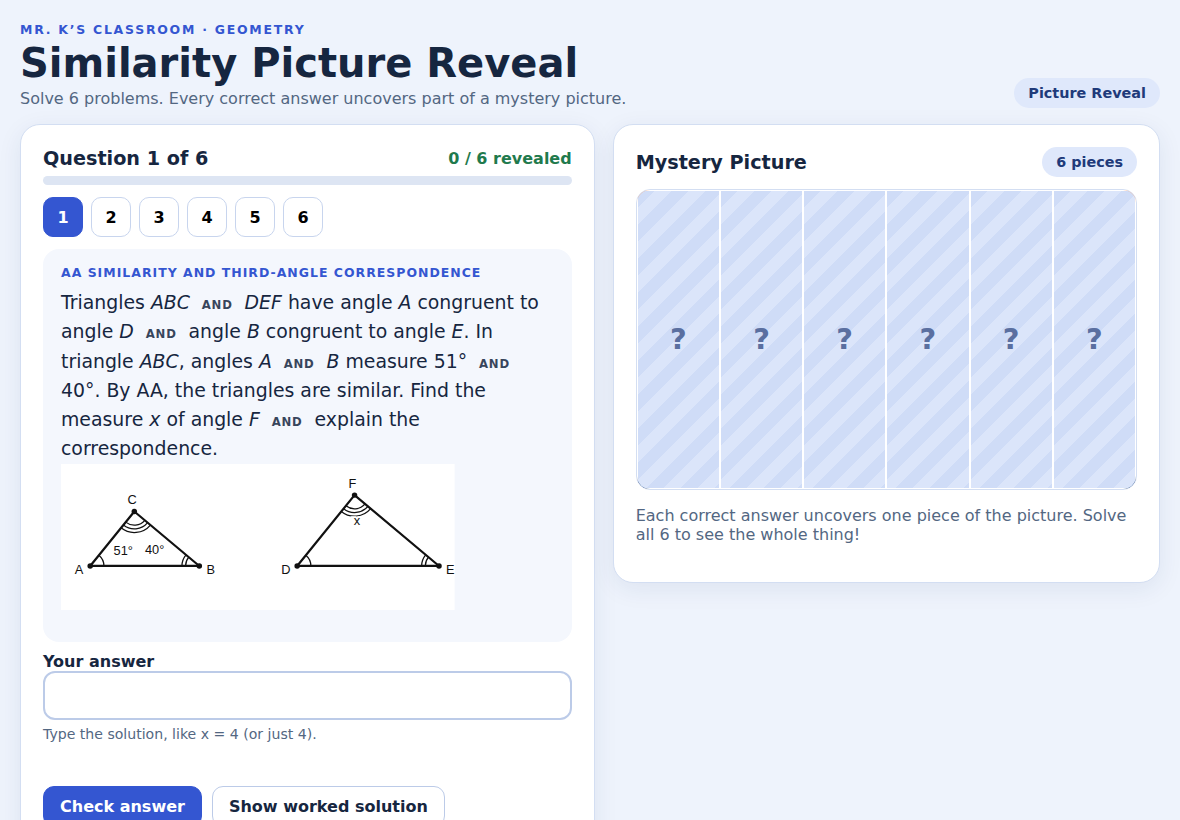 MR. K’S CLASSROOM · GEOMETRY
Similarity Picture Reveal
Solve 6 problems. Every correct answer uncovers part of a mystery picture.
Picture Reveal
Question 1 of 6
0 / 6 revealed
1 2 3 4 5 6
AA SIMILARITY AND THIRD-ANGLE CORRESPONDENCE
Triangles ABC AND DEF have angle A congruent to
angle D AND angle B congruent to angle E. In
triangle ABC, angles A AND B measure 51° AND
40°. By AA, the triangles are similar. Find the
measure x of angle F AND explain the
correspondence.
C
51° 40°
A B
F
x
D E
Your answer
Type the solution, like x = 4 (or just 4).
Check answer
Show worked solution
Mystery Picture
6 pieces
? ? ? ? ? ?
Each correct answer uncovers one piece of the picture. Solve
all 6 to see the whole thing!